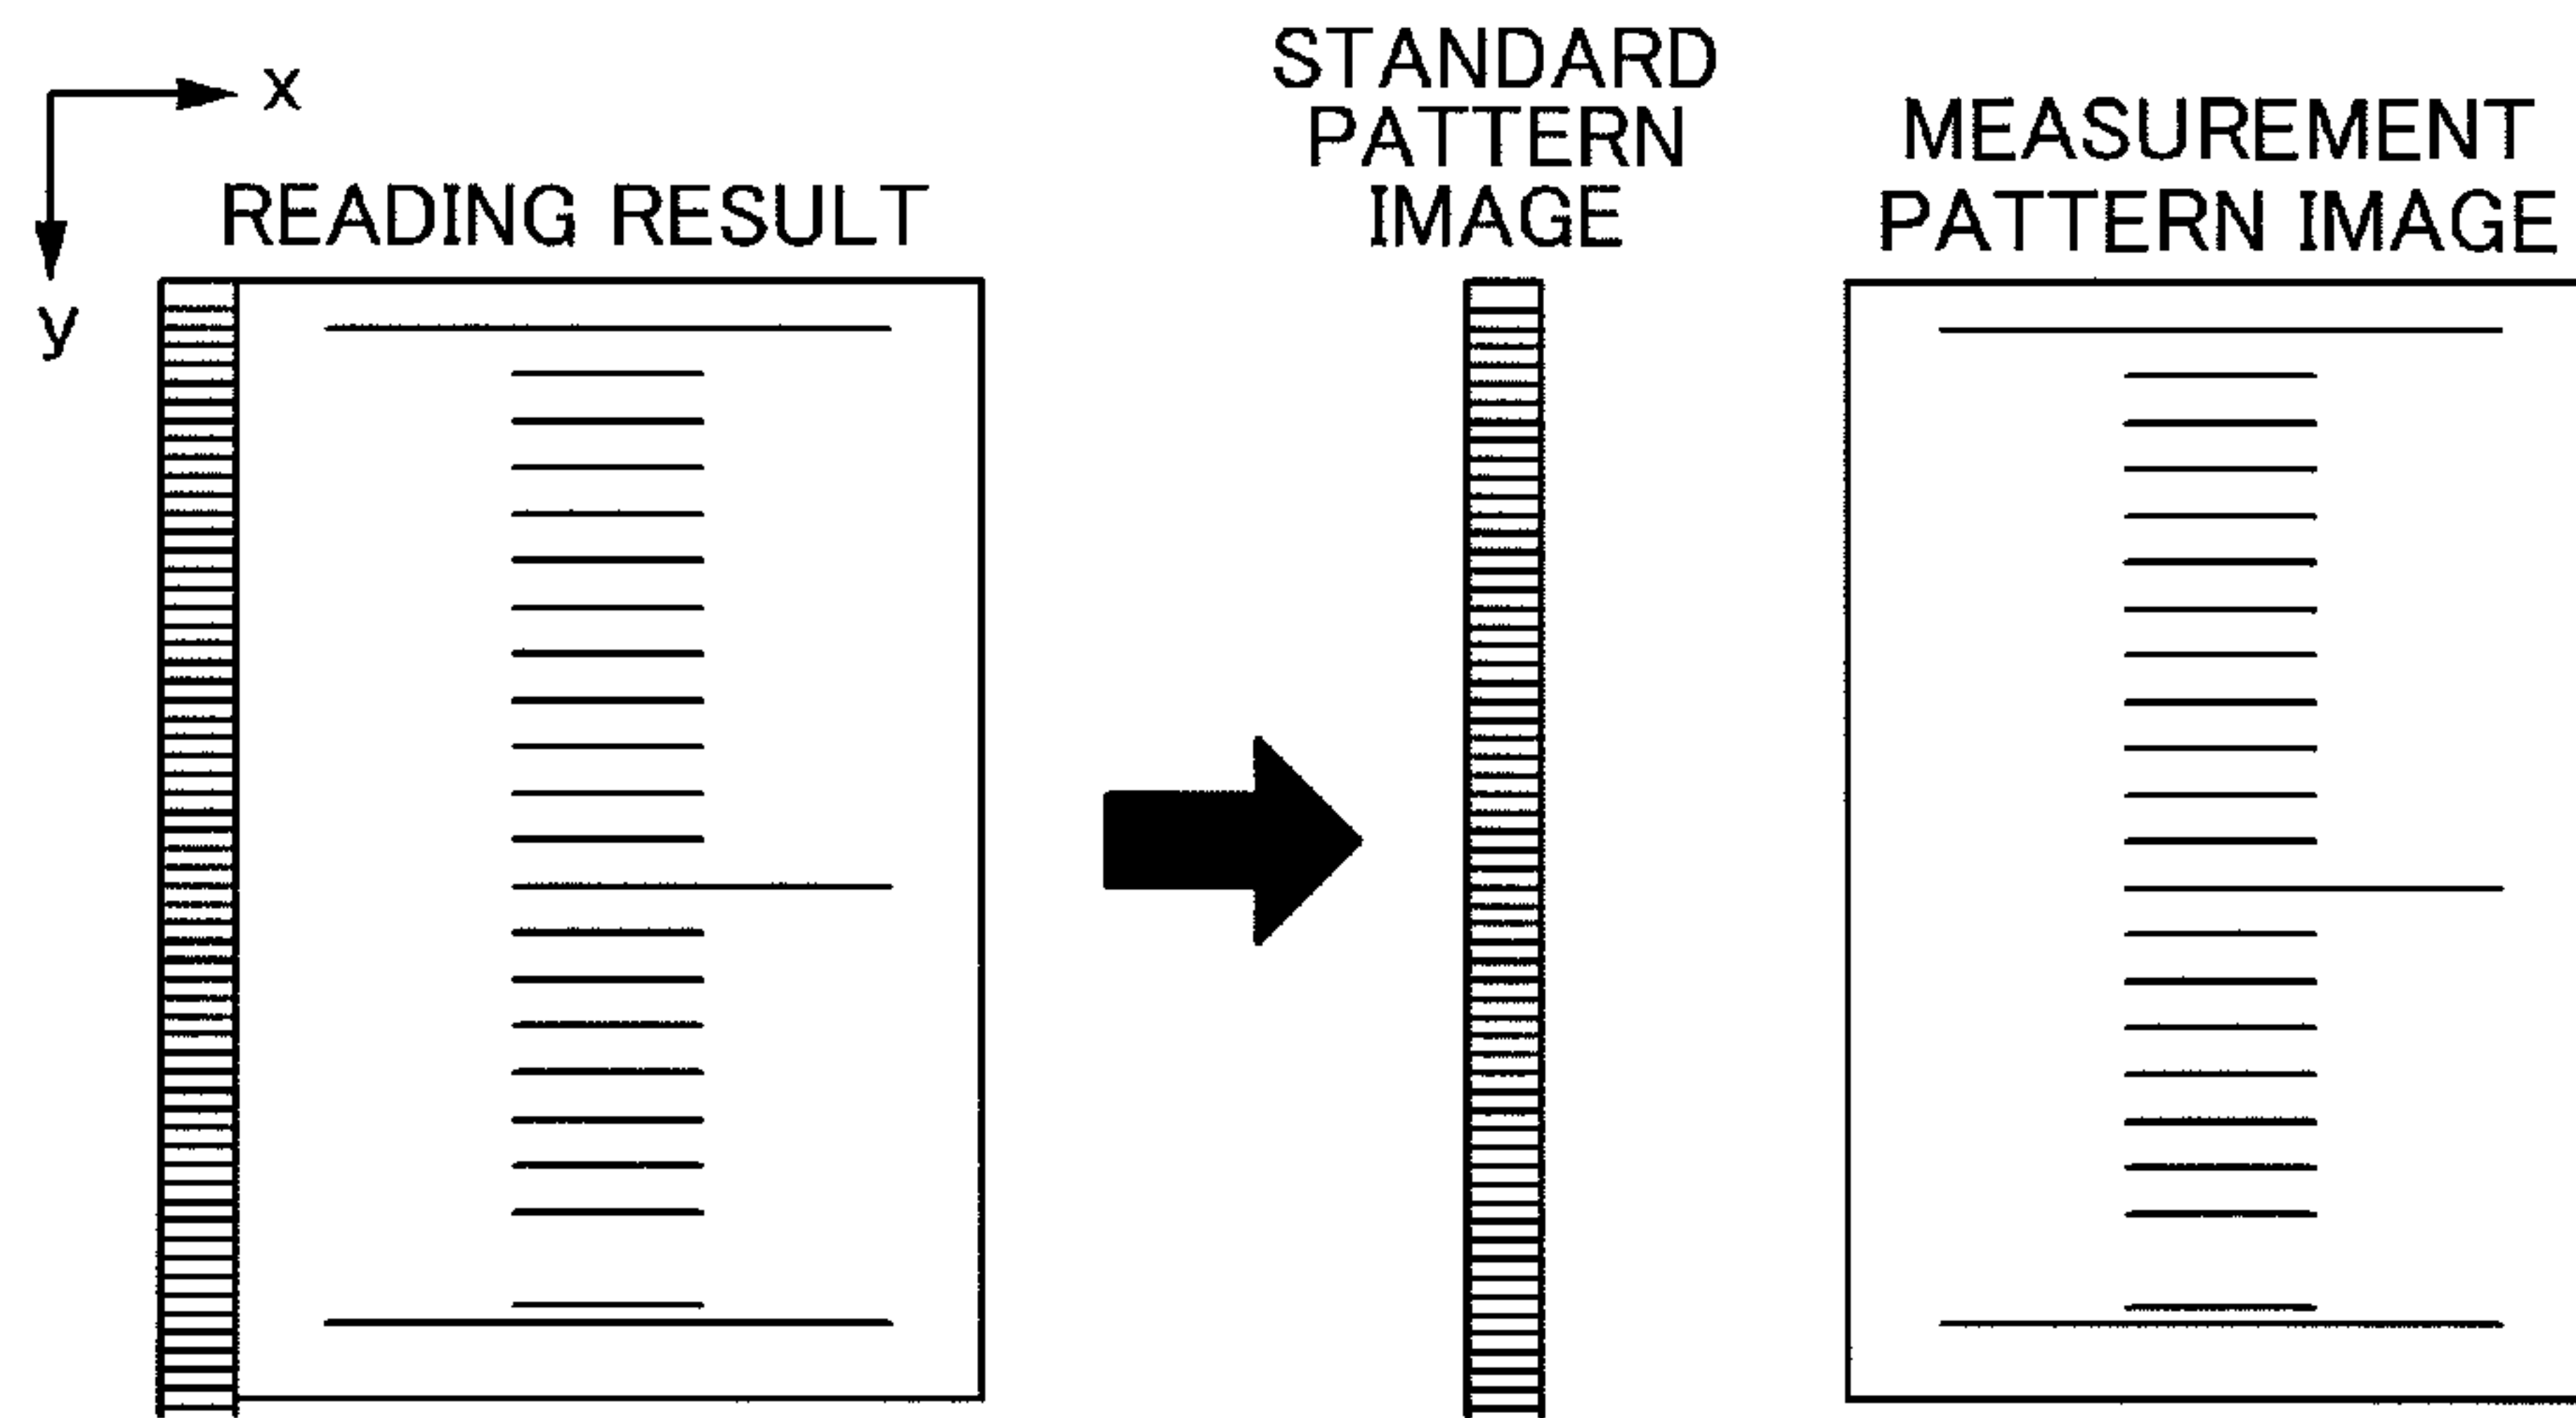 x
y
READING RESULT
STANDARD
PATTERN
IMAGE
MEASUREMENT
PATTERN IMAGE